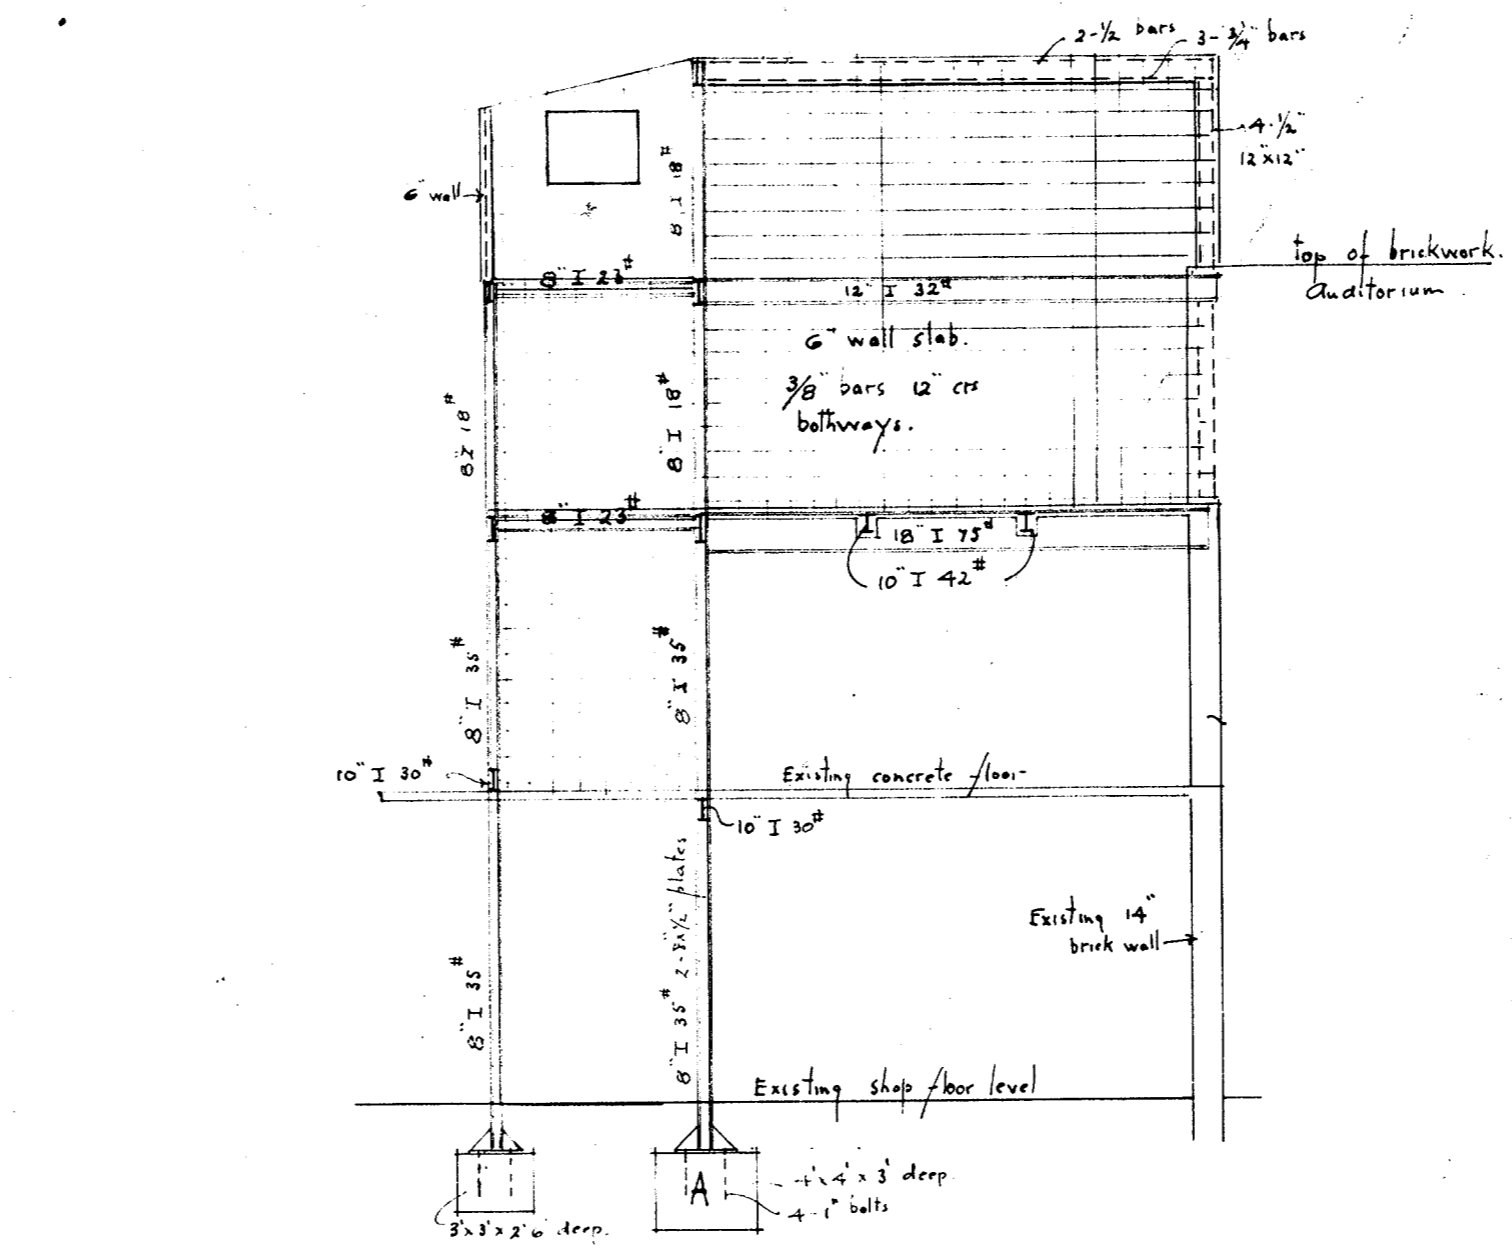 2-1/2 bars
3-3/4" bars
4-1/2"
12"x12"
6" wall
8" I 18#
top of brickwork.
Auditorium.
8" I 23#
12" I 32#
6" wall slab.
3/8" bars 12" crs
bothways.
8" I 18#
8" I 18#
8" I 23#
18" I 75#
10" I 42#
8" I 35#
8" I 35#
10" I 30#
Existing concrete floor
10" I 30#
8" I 35# 2-8"x1/2" plates
Existing 14"
brick wall
8" I 35#
Existing shop floor level
A
4'x4'x3' deep.
4-1" bolts
3'x3'x2'6" deep.